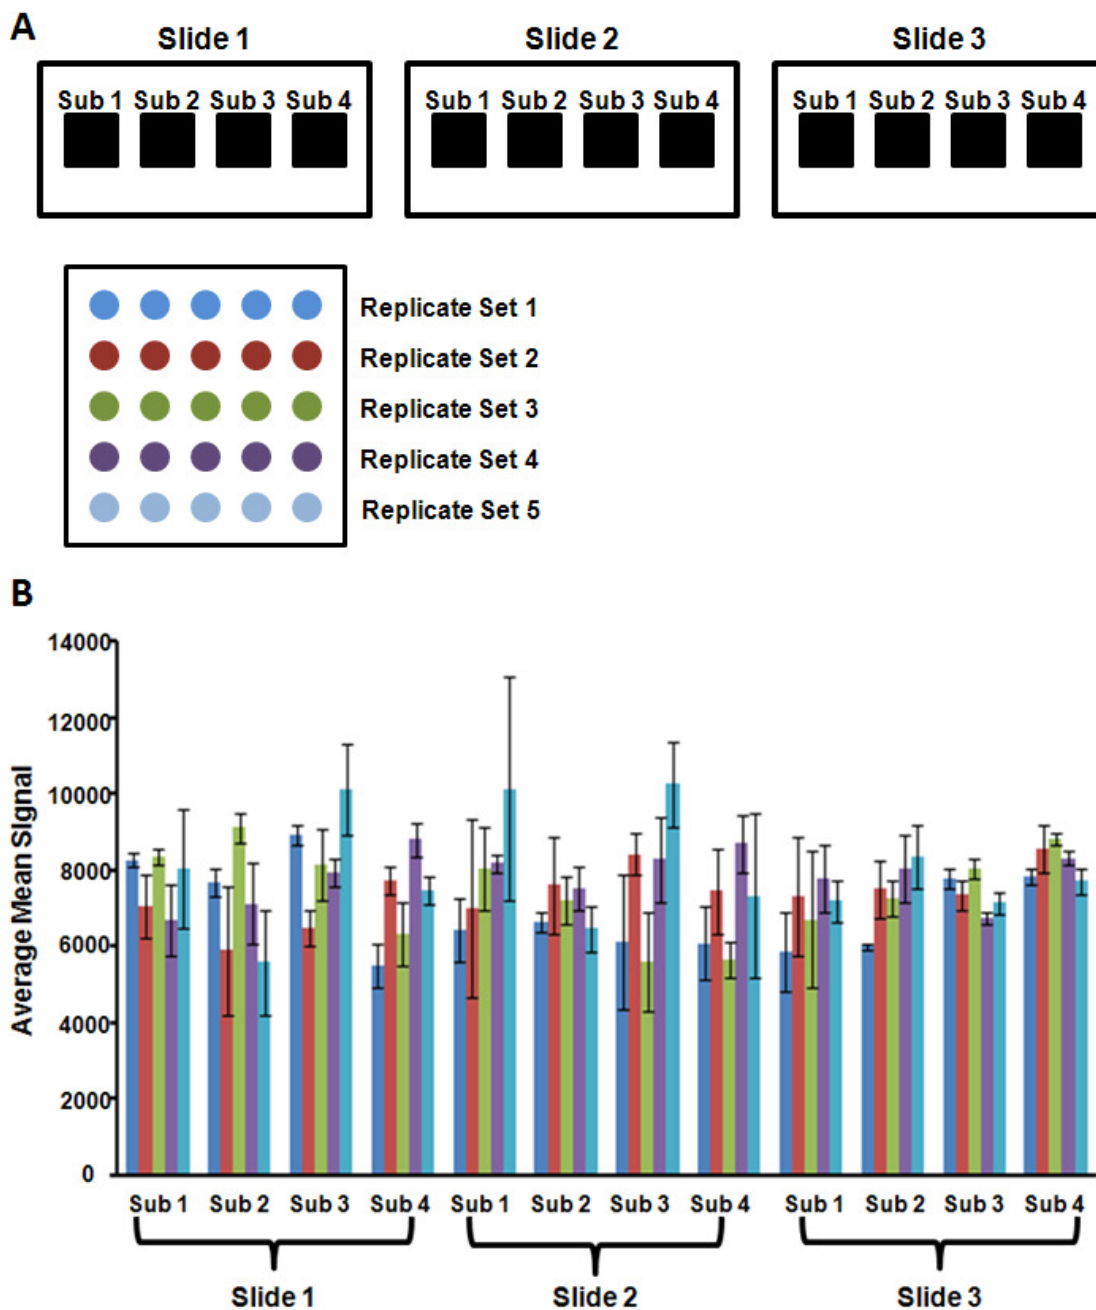 A
Slide 1 Slide 2 Slide 3
Sub 1 Sub 2 Sub 3 Sub 4 Sub 1 Sub 2 Sub 3 Sub 4 Sub 1 Sub 2 Sub 3 Sub 4
Replicate Set 1
Replicate Set 2
Replicate Set 3
Replicate Set 4
Replicate Set 5
B
Average Mean Signal
14000
12000
10000
8000
6000
4000
2000
0
Sub 1 Sub 2 Sub 3 Sub 4 Sub 1 Sub 2 Sub 3 Sub 4 Sub 1 Sub 2 Sub 3 Sub 4
Slide 1 Slide 2 Slide 3